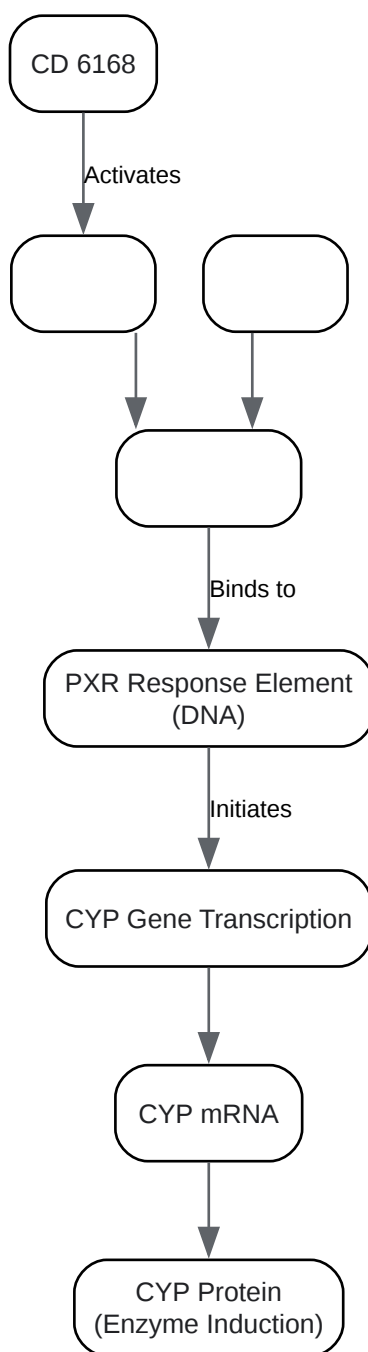 CD 6168
Activates
Binds to
PXR Response Element
(DNA)
Initiates
CYP Gene Transcription
CYP mRNA
CYP Protein
(Enzyme Induction)